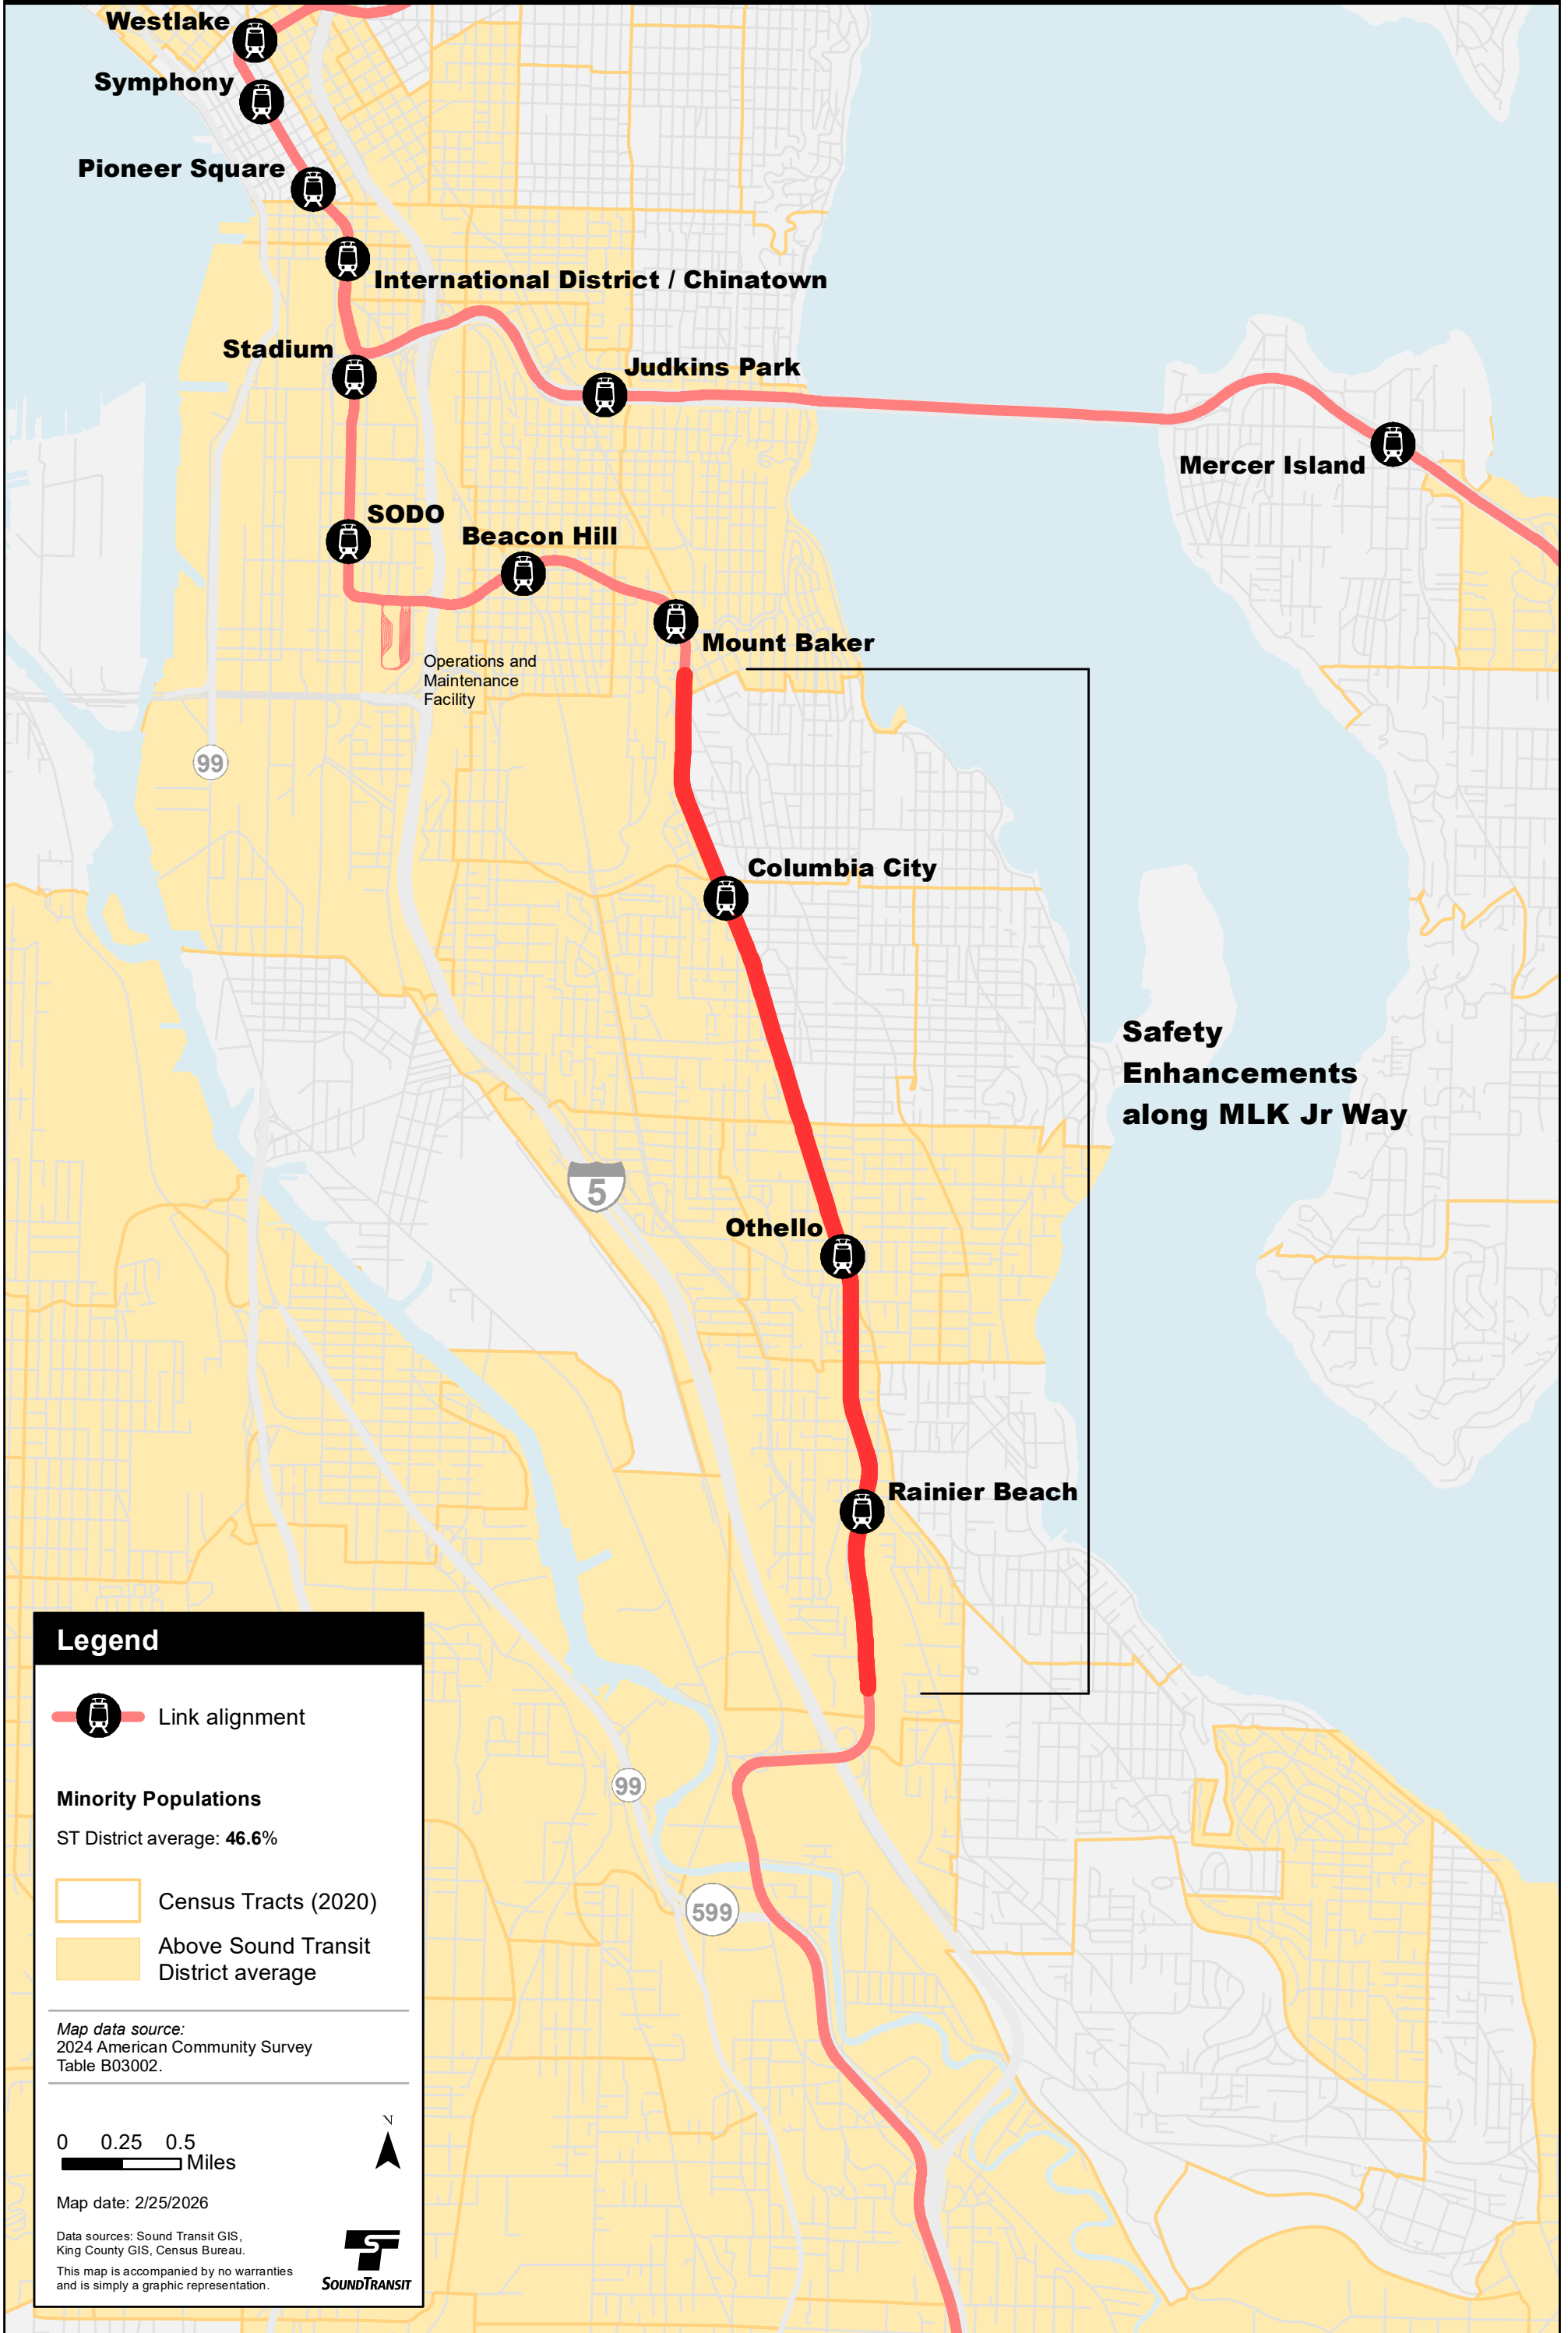 Westlake
Symphony
Pioneer Square
International District / Chinatown
Stadium
Judkins Park
Mercer Island
SODO
Beacon Hill
Mount Baker
Operations and
Maintenance
Facility
99
Columbia City
Safety
Enhancements
along MLK Jr Way
5
Othello
Rainier Beach
99
599
Legend
Link alignment
Minority Populations
ST District average: 46.6%
Census Tracts (2020)
Above Sound Transit
District average
Map data source:
2024 American Community Survey
Table B03002.
N
0 0.25 0.5
Miles
Map date: 2/25/2026
Data sources: Sound Transit GIS,
King County GIS, Census Bureau.
This map is accompanied by no warranties
and is simply a graphic representation.
SOUNDTRANSIT